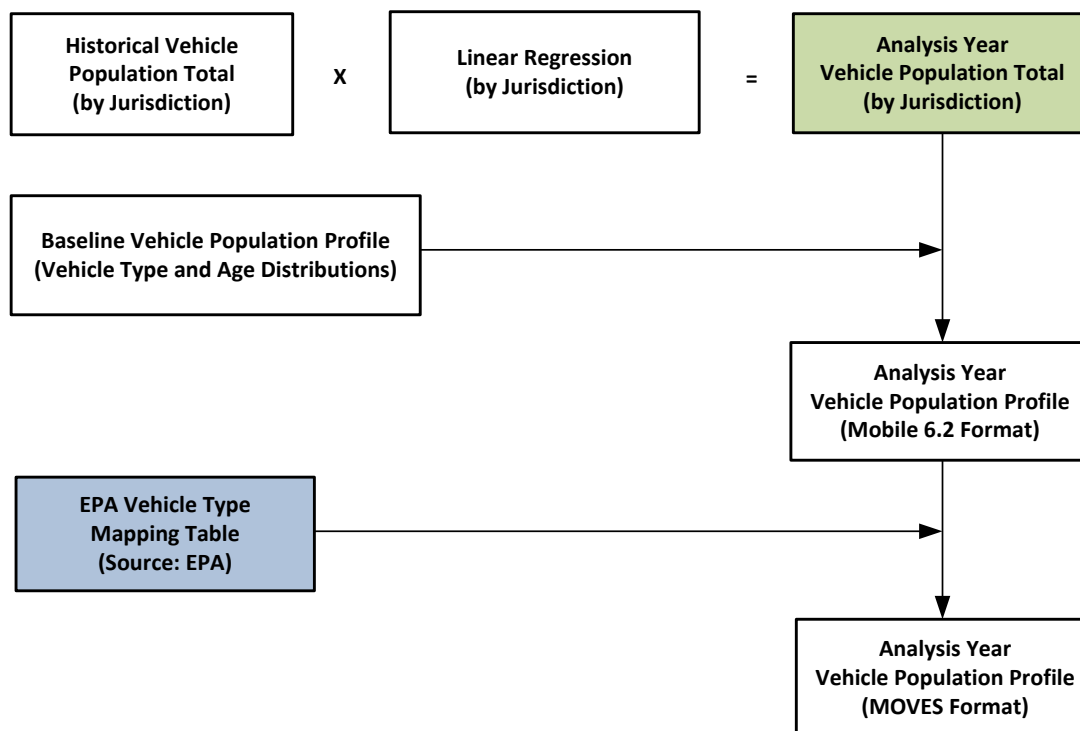 Historical Vehicle
Population Total
(by Jurisdiction)
X
Linear Regression
(by Jurisdiction)
=
Analysis Year
Vehicle Population Total
(by Jurisdiction)
Baseline Vehicle Population Profile
(Vehicle Type and Age Distributions)
Analysis Year
Vehicle Population Profile
(Mobile 6.2 Format)
EPA Vehicle Type
Mapping Table
(Source: EPA)
Analysis Year
Vehicle Population Profile
(MOVES Format)